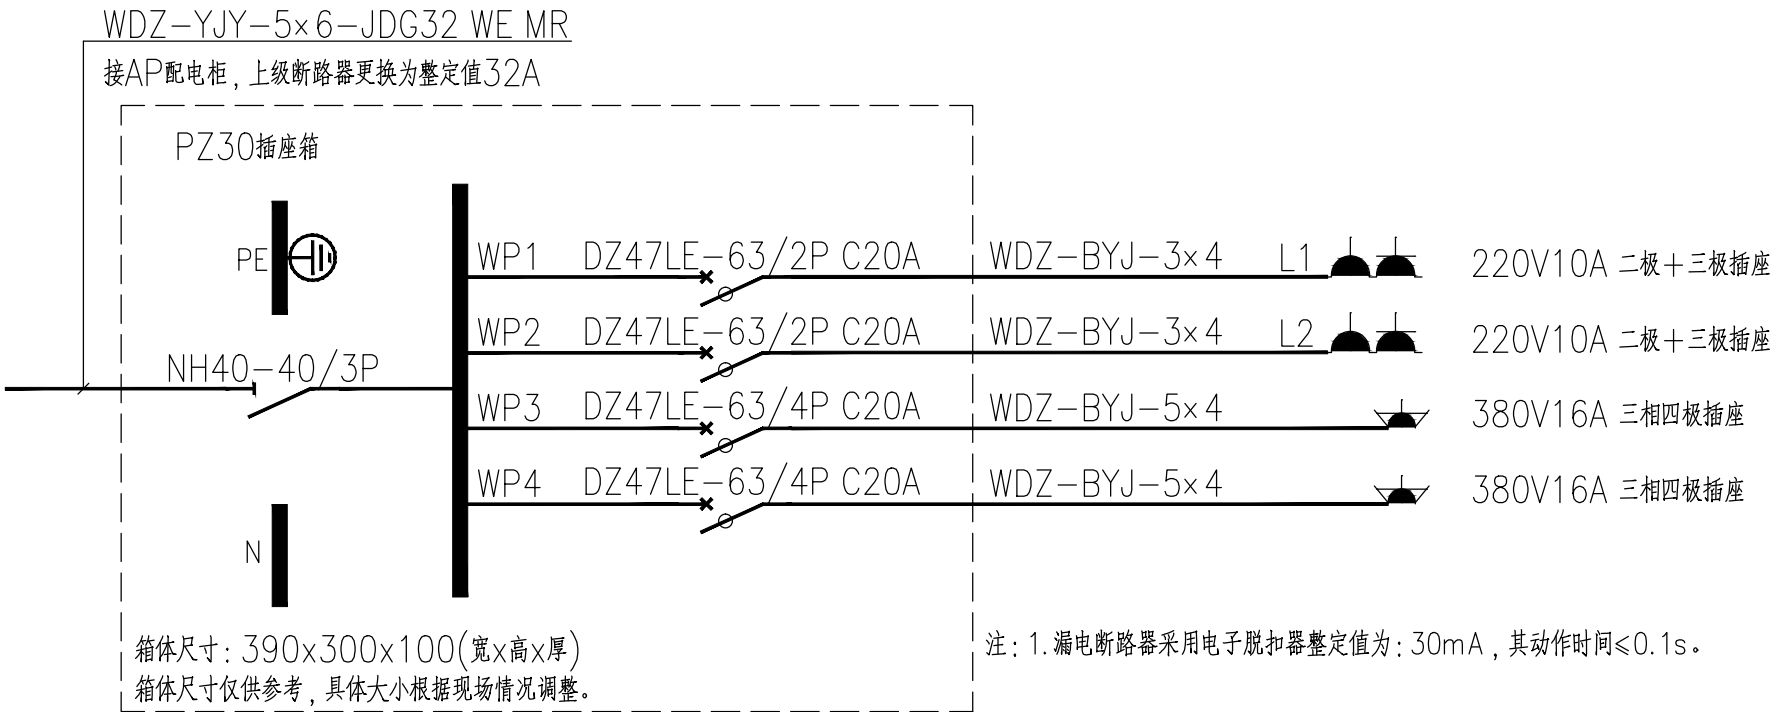 WDZ-YJY-5×6-JDG32 WE MR
接AP配电柜，上级断路器更换为整定值32A
PZ30插座箱
PE
NH40-40/3P
N
WP1 DZ47LE-63/2P C20A WDZ-BYJ-3×4 L1 220V10A 二极+三极插座
WP2 DZ47LE-63/2P C20A WDZ-BYJ-3×4 L2 220V10A 二极+三极插座
WP3 DZ47LE-63/4P C20A WDZ-BYJ-5×4 380V16A 三相四极插座
WP4 DZ47LE-63/4P C20A WDZ-BYJ-5×4 380V16A 三相四极插座
箱体尺寸：390x300x100(宽x高x厚)
箱体尺寸仅供参考，具体大小根据现场情况调整。
注：1.漏电断路器采用电子脱扣器整定值为：30mA，其动作时间≤0.1s。